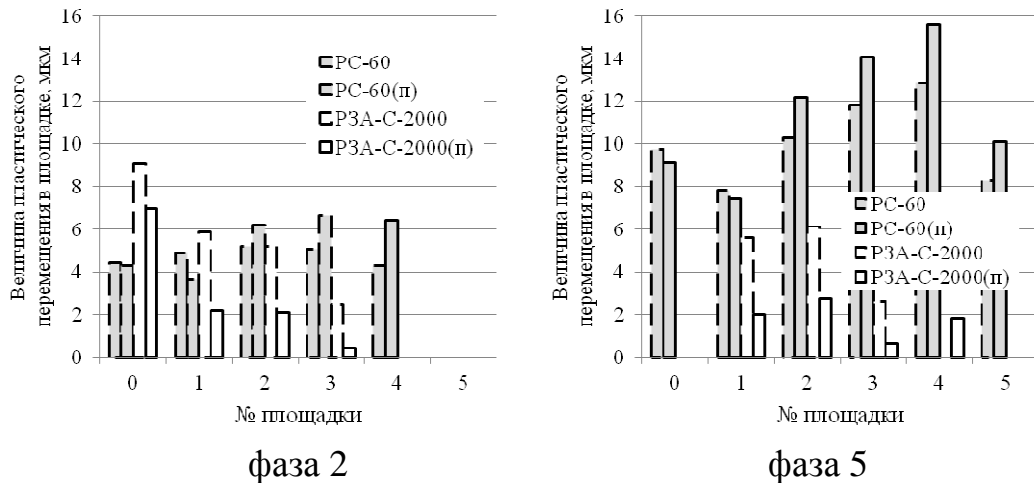 16
14
12
10
8
6
4
2
0
Величина пластического
перемещения в площадке, мкм
РС-60
РС-60(п)
РЗА-С-2000
РЗА-С-2000(п)
0 1 2 3 4 5
№ площадки
фаза 2
16
14
12
10
8
6
4
2
0
Величина пластического
перемещения в площадке, мкм
РС-60
РС-60(п)
РЗА-С-2000
РЗА-С-2000(п)
0 1 2 3 4 5
№ площадки
фаза 5